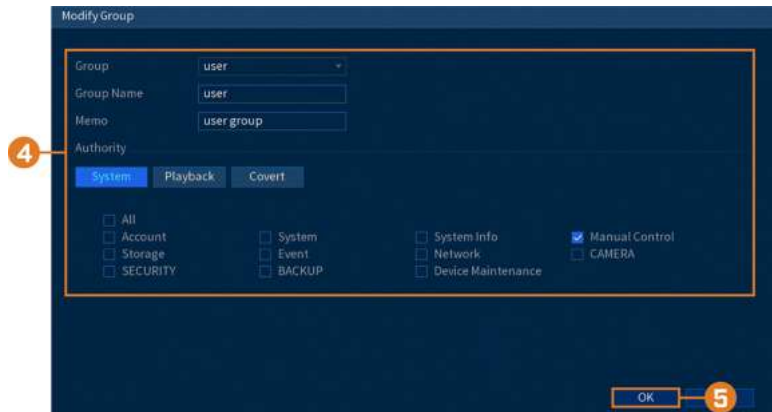 Modify Group
Group user
Group Name user
Memo user group
4
Authority
System Playback Covert
All
Account System System Info Manual Control
Storage Event Network CAMERA
SECURITY BACKUP Device Maintenance
OK 5